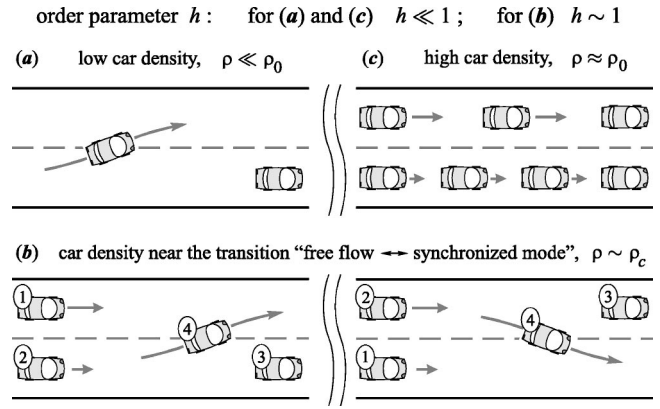 order parameter h : for (a) and (c) h ≪ 1 ; for (b) h ∼ 1
(a) low car density, ρ ≪ ρ₀
(c) high car density, ρ ≈ ρ₀
(b) car density near the transition “free flow ↔ synchronized mode”, ρ ∼ ρc
1
4
2
3
2
3
4
1